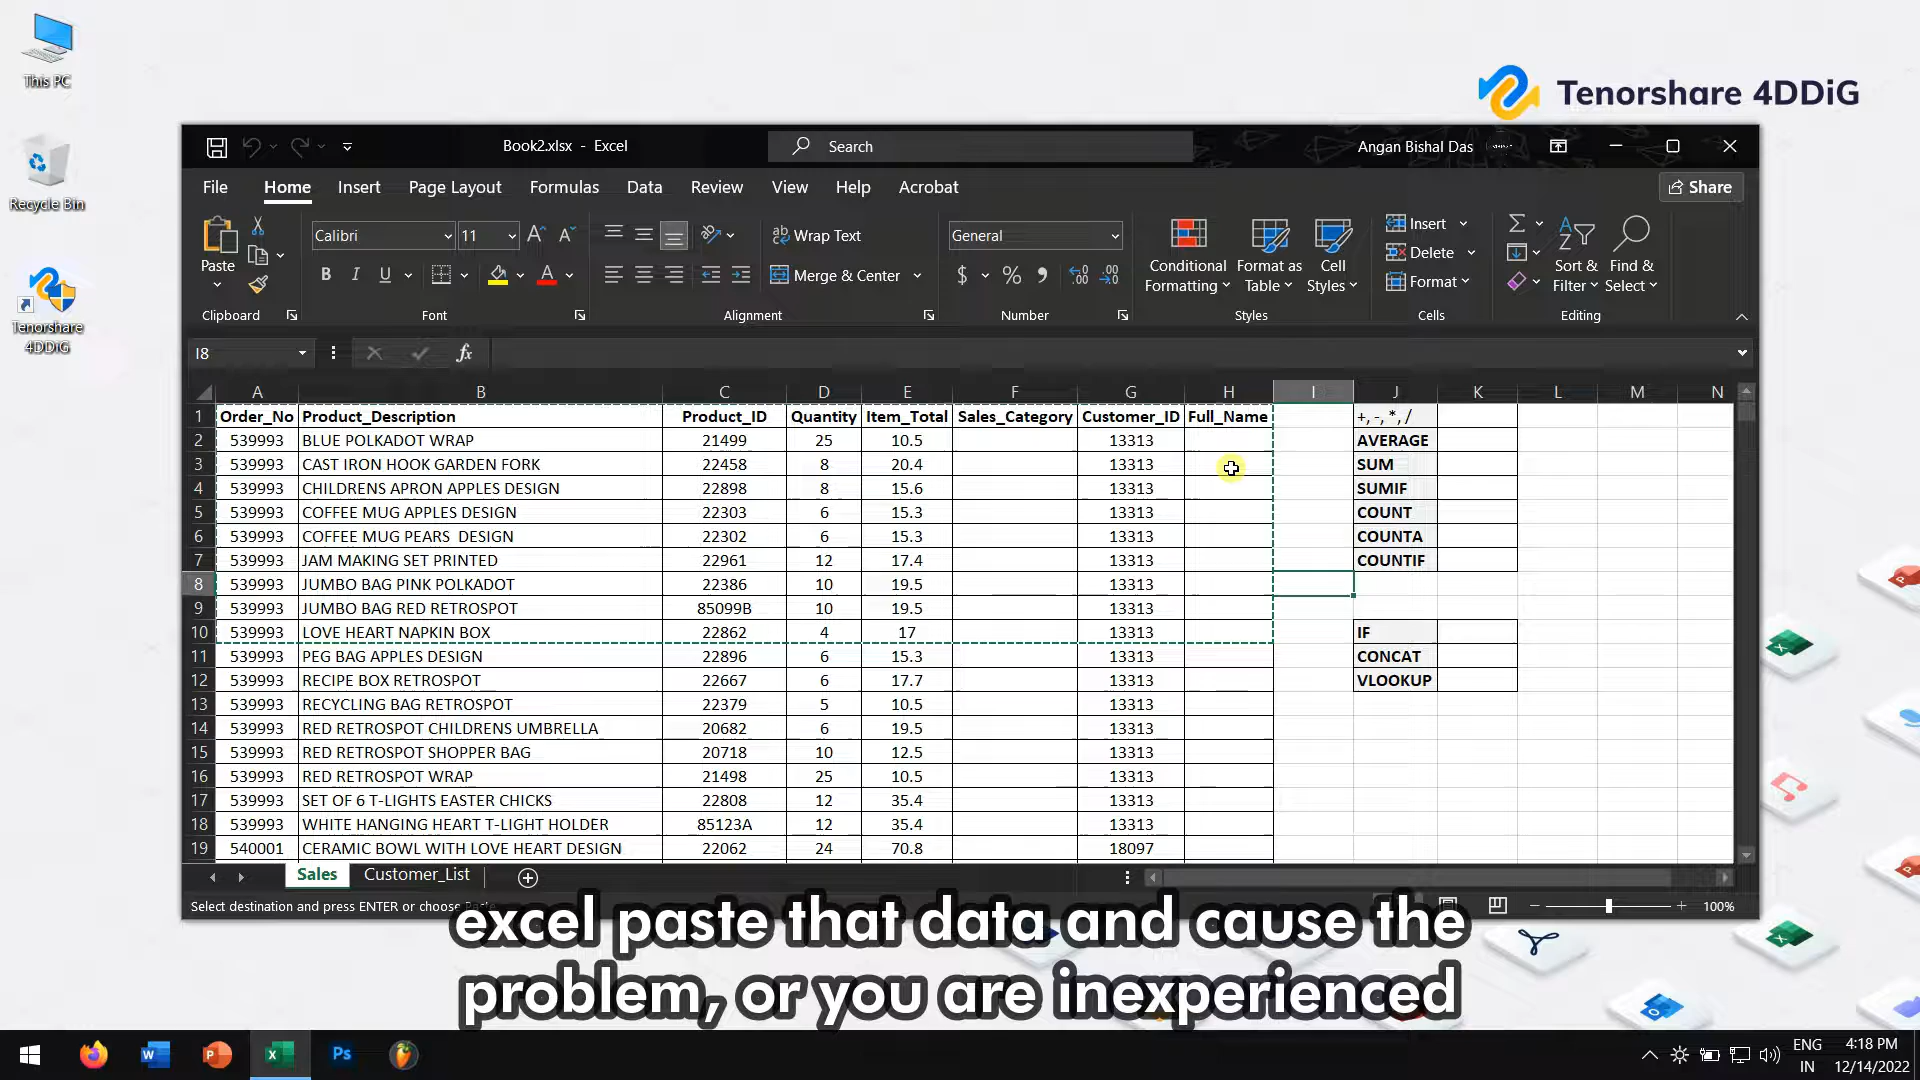 This PC
Recycle Bin
Tenorshare
4DDiG
Tenorshare 4DDiG
Book2.xlsx - Excel
Search
Angan Bishal Das
File Home Insert Page Layout Formulas Data Review View Help Acrobat
Share
Paste
Calibri 11
B I U
Wrap Text
Merge & Center
General
$ % 9
Conditional Formatting
Format as Table
Cell Styles
Insert
Delete
Format
Sort & Filter
Find & Select
Clipboard Font Alignment Number Styles Cells Editing
I8 fx
A B C D E F G H I J K L M N
1 Order_No Product_Description Product_ID Quantity Item_Total Sales_Category Customer_ID Full_Name +, -, *, /
2 539993 BLUE POLKADOT WRAP 21499 25 10.5 13313 AVERAGE
3 539993 CAST IRON HOOK GARDEN FORK 22458 8 20.4 13313 SUM
4 539993 CHILDRENS APRON APPLES DESIGN 22898 8 15.6 13313 SUMIF
5 539993 COFFEE MUG APPLES DESIGN 22303 6 15.3 13313 COUNT
6 539993 COFFEE MUG PEARS  DESIGN 22302 6 15.3 13313 COUNTA
7 539993 JAM MAKING SET PRINTED 22961 12 17.4 13313 COUNTIF
8 539993 JUMBO BAG PINK POLKADOT 22386 10 19.5 13313
9 539993 JUMBO BAG RED RETROSPOT 85099B 10 19.5 13313
10 539993 LOVE HEART NAPKIN BOX 22862 4 17 13313 IF
11 539993 PEG BAG APPLES DESIGN 22896 6 15.3 13313 CONCAT
12 539993 RECIPE BOX RETROSPOT 22667 6 17.7 13313 VLOOKUP
13 539993 RECYCLING BAG RETROSPOT 22379 5 10.5 13313
14 539993 RED RETROSPOT CHILDRENS UMBRELLA 20682 6 19.5 13313
15 539993 RED RETROSPOT SHOPPER BAG 20718 10 12.5 13313
16 539993 RED RETROSPOT WRAP 21498 25 10.5 13313
17 539993 SET OF 6 T-LIGHTS EASTER CHICKS 22808 12 35.4 13313
18 539993 WHITE HANGING HEART T-LIGHT HOLDER 85123A 12 35.4 13313
19 540001 CERAMIC BOWL WITH LOVE HEART DESIGN 22062 24 70.8 18097
Sales Customer_List
Select destination and press ENTER or choose
100%
excel paste that data and cause the
problem, or you are inexperienced
ENG
IN
4:18 PM
12/14/2022